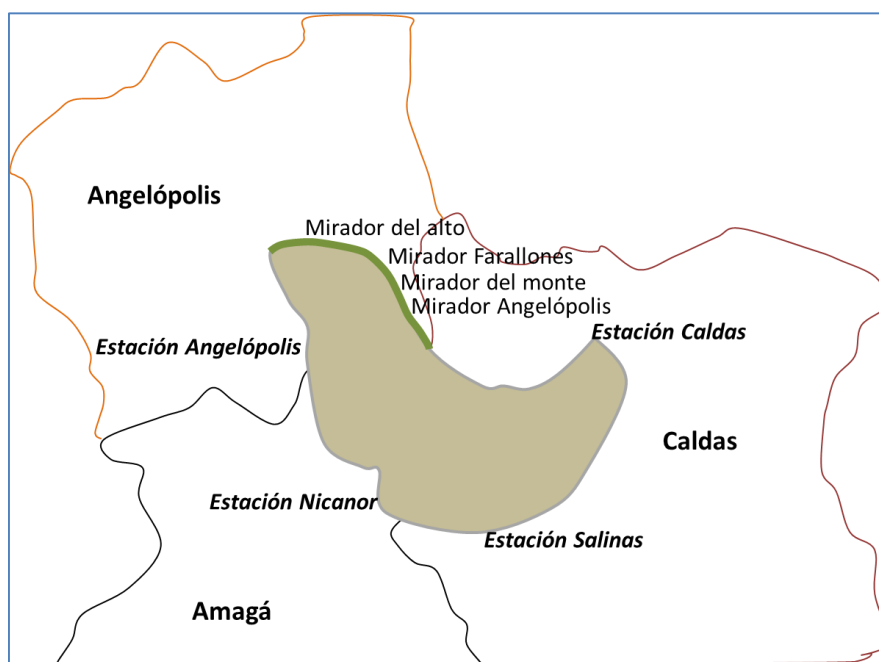 Angelópolis
Mirador del alto
Mirador Farallones
Mirador del monte
Mirador Angelópolis
Estación Caldas
Estación Angelópolis
Caldas
Estación Nicanor
Estación Salinas
Amagá